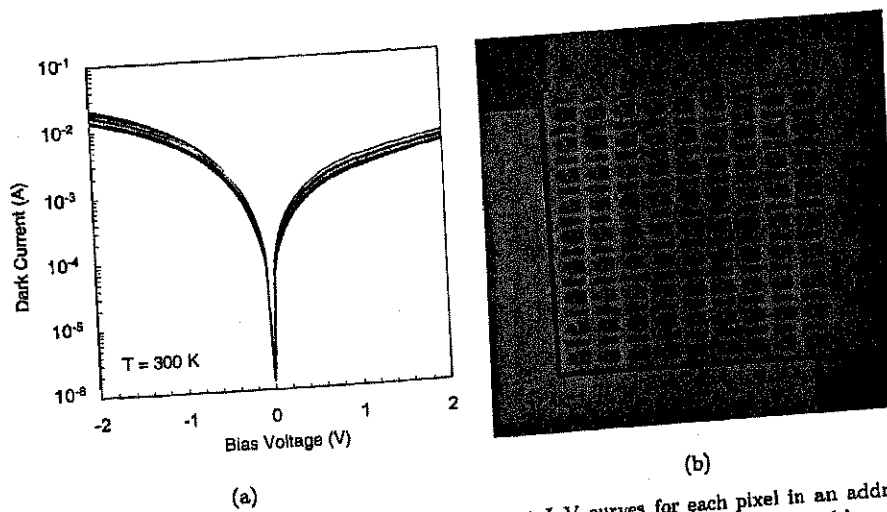 10⁻¹
10⁻²
10⁻³
10⁻⁴
10⁻⁵
10⁻⁶
Dark Current (A)
T = 300 K
-2
-1
0
1
2
Bias Voltage (V)
(a)
(b)
I-V curves for each pixel in an